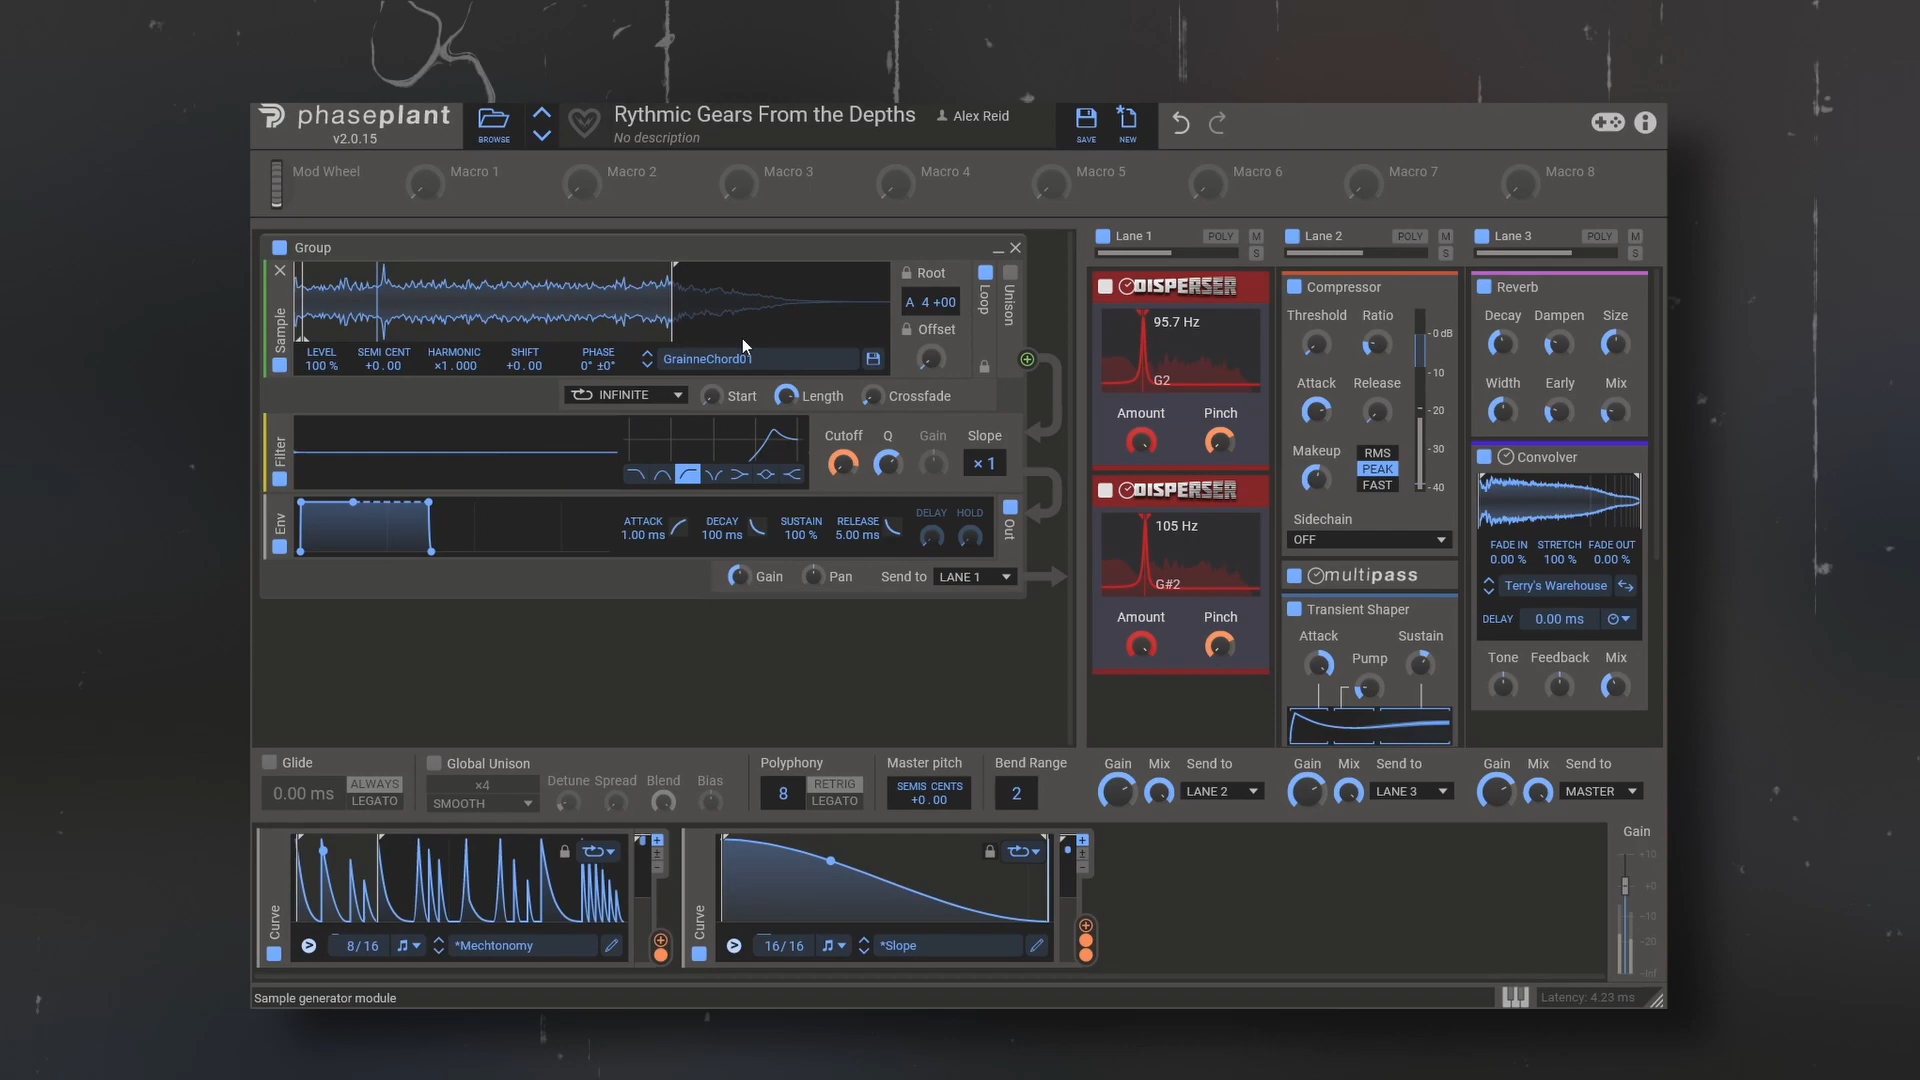 phaseplant
v2.0.15
BROWSE
Rythmic Gears From the Depths
Alex Reid
No description
SAVE
NEW
Mod Wheel
Macro 1
Macro 2
Macro 3
Macro 4
Macro 5
Macro 6
Macro 7
Macro 8
Group
Sample
LEVEL
100 %
SEMI CENT
+0.00
HARMONIC
×1.000
SHIFT
+0.00
PHASE
0° ±0°
GrainneChord01
Root
A 4 +00
Offset
Loop
Unison
INFINITE
Start
Length
Crossfade
Filter
Cutoff
Q
Gain
Slope
× 1
Env
ATTACK
1.00 ms
DECAY
100 ms
SUSTAIN
100 %
RELEASE
5.00 ms
DELAY
HOLD
Out
Gain
Pan
Send to
LANE 1
Lane 1
POLY
M
S
DISPERSER
95.7 Hz
G2
Amount
Pinch
DISPERSER
105 Hz
G#2
Amount
Pinch
Lane 2
POLY
M
S
Compressor
Threshold
Ratio
Attack
Release
Makeup
RMS
PEAK
FAST
-0 dB
-10
-20
-30
-40
Sidechain
OFF
multipass
Transient Shaper
Attack
Sustain
Pump
Lane 3
POLY
M
S
Reverb
Decay
Dampen
Size
Width
Early
Mix
Convolver
FADE IN
0.00 %
STRETCH
100 %
FADE OUT
0.00 %
Terry's Warehouse
DELAY
0.00 ms
Tone
Feedback
Mix
Glide
0.00 ms
ALWAYS
LEGATO
Global Unison
×4
SMOOTH
Detune
Spread
Blend
Bias
Polyphony
8
RETRIG
LEGATO
Master pitch
SEMIS CENTS
+0.00
Bend Range
2
Gain
Mix
Send to
LANE 2
Gain
Mix
Send to
LANE 3
Gain
Mix
Send to
MASTER
Curve
8/16
*Mechtonomy
Curve
16/16
*Slope
Gain
+10
+0
-10
-20
-Inf
Sample generator module
Latency: 4.23 ms